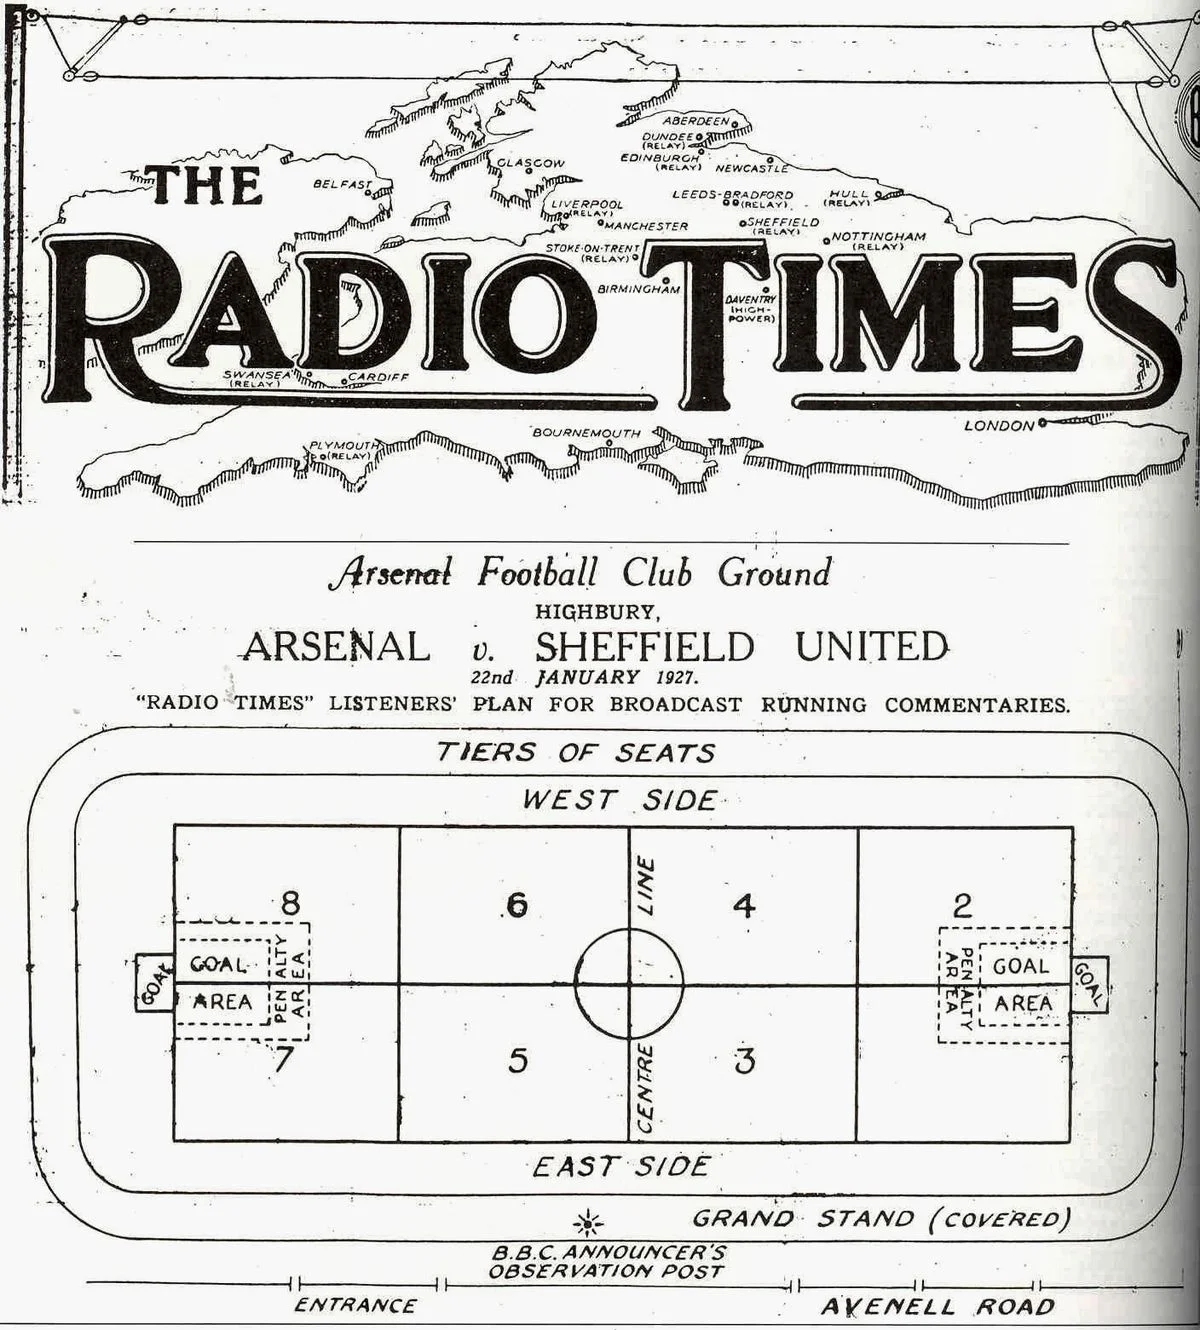 THE
RADIO TIMES
ABERDEEN
DUNDEE
(RELAY)
EDINBURGH
(RELAY)
NEWCASTLE
GLASGOW
BELFAST
LEEDS-BRADFORD
(RELAY)
HULL
(RELAY)
LIVERPOOL
(RELAY)
MANCHESTER
SHEFFIELD
(RELAY)
NOTTINGHAM
(RELAY)
STOKE-ON-TRENT
(RELAY)
BIRMINGHAM
DAVENTRY
(HIGH-
POWER)
SWANSEA
(RELAY)
CARDIFF
LONDON
BOURNEMOUTH
PLYMOUTH
(RELAY)
Arsenal Football Club Ground
HIGHBURY,
ARSENAL v. SHEFFIELD UNITED
22nd JANUARY 1927.
"RADIO TIMES" LISTENERS' PLAN FOR BROADCAST RUNNING COMMENTARIES.
TIERS OF SEATS
WEST SIDE
8
6
LINE
4
2
GOAL
GOAL
AREA
PENALTY
AREA
PENALTY
AREA
GOAL
AREA
GOAL
7
5
CENTRE
3
EAST SIDE
GRAND STAND (COVERED)
B.B.C. ANNOUNCER'S
OBSERVATION POST
ENTRANCE
AVENELL ROAD